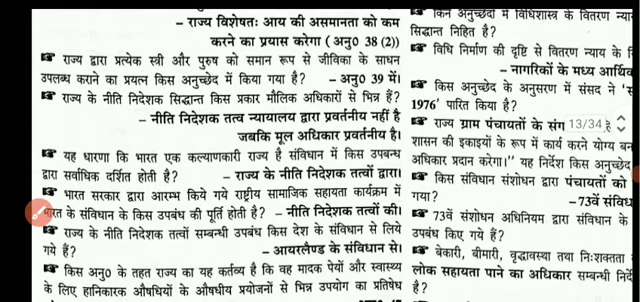 – राज्य विशेषतः आय की असमानता को कम
करने का प्रयास करेगा (अनु0 38 (2))
☞ राज्य द्वारा प्रत्येक स्त्री और पुरुष को समान रूप से जीविका के साधन
उपलब्ध कराने का प्रयत्न किस अनुच्छेद में किया गया है? – अनु0 39 में।
☞ राज्य के नीति निदेशक सिद्धान्त किस प्रकार मौलिक अधिकारों से भिन्न हैं?
– नीति निदेशक तत्व न्यायालय द्वारा प्रवर्तनीय नहीं है
जबकि मूल अधिकार प्रवर्तनीय है।
☞ यह धारणा कि भारत एक कल्याणकारी राज्य है संविधान में किस उपबन्ध
द्वारा सर्वाधिक दर्शित होती है? – राज्य के नीति निदेशक तत्वों द्वारा।
☞ भारत सरकार द्वारा आरम्भ किये गये राष्ट्रीय सामाजिक सहायता कार्यक्रम में
भारत के संविधान के किस उपबंध की पूर्ति होती है? – नीति निदेशक तत्वों की।
☞ राज्य के नीति निदेशक तत्वों सम्बन्धी उपबंध किस देश के संविधान से लिये
गये हैं? – आयरलैण्ड के संविधान से।
☞ किस अनु0 के तहत राज्य का यह कर्तव्य है कि वह मादक पेयों और स्वास्थ्य
के लिए हानिकारक औषधियों के औषधीय प्रयोजनों से भिन्न उपयोग का प्रतिषेध
☞ किन अनुच्छेदों में विधिशास्त्र के वितरण न्याय
सिद्धान्त निहित है?
☞ विधि निर्माण की दृष्टि से वितरण न्याय के
– नागरिकों के मध्य आर्थिक
☞ किस अनुच्छेद के अनुसरण में संसद ने
1976' पारित किया है?
☞ राज्य ग्राम पंचायतों के संग 13/34
शासन की इकाइयों के रूप में कार्य करने योग्य बन
अधिकार प्रदान करेगा।" यह निर्देश किस अनुच्छेद
☞ किस संविधान संशोधन द्वारा पंचायतों को
गया? – 73वें संविध
☞ 73वें संशोधन अधिनियम द्वारा संविधान के
उपबंध किए गये हैं?
☞ बेकारी, बीमारी, वृद्धावस्था तथा निःशक्तता
लोक सहायता पाने का अधिकार सम्बन्धी निर्दे
है?